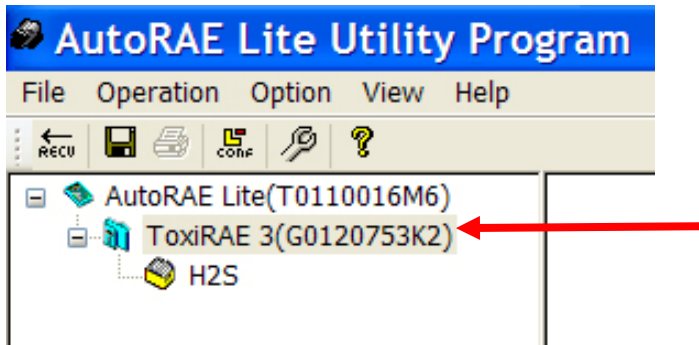 AutoRAE Lite Utility Program
File Operation Option View Help
RECV CONF ?
AutoRAE Lite(T0110016M6)
ToxiRAE 3(G0120753K2)
H2S